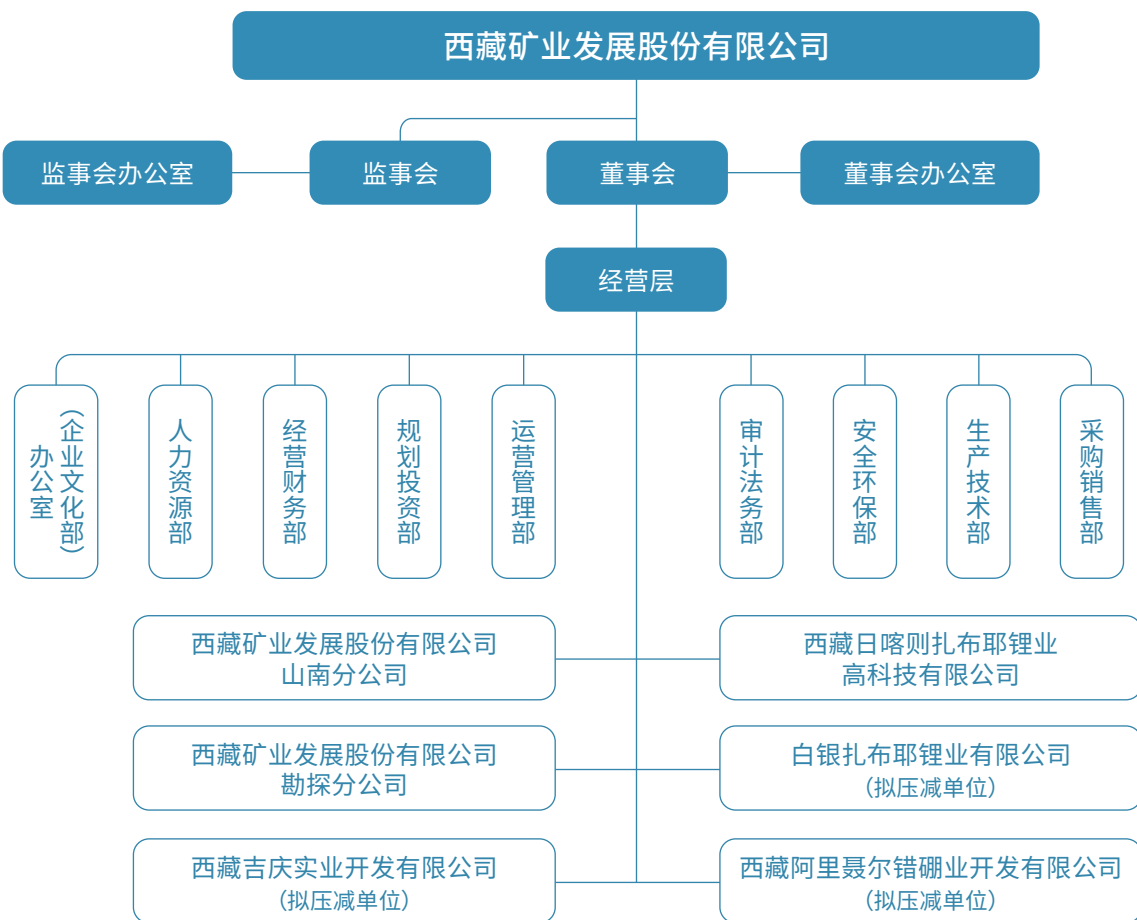 西藏矿业发展股份有限公司
监事会办公室
监事会
董事会
董事会办公室
经营层
办公室
（企业文化部）
人力资源部
经营财务部
规划投资部
运营管理部
审计法务部
安全环保部
生产技术部
采购销售部
西藏矿业发展股份有限公司
山南分公司
西藏日喀则扎布耶锂业
高科技有限公司
西藏矿业发展股份有限公司
勘探分公司
白银扎布耶锂业有限公司
（拟压减单位）
西藏吉庆实业开发有限公司
（拟压减单位）
西藏阿里聂尔错硼业开发有限公司
（拟压减单位）